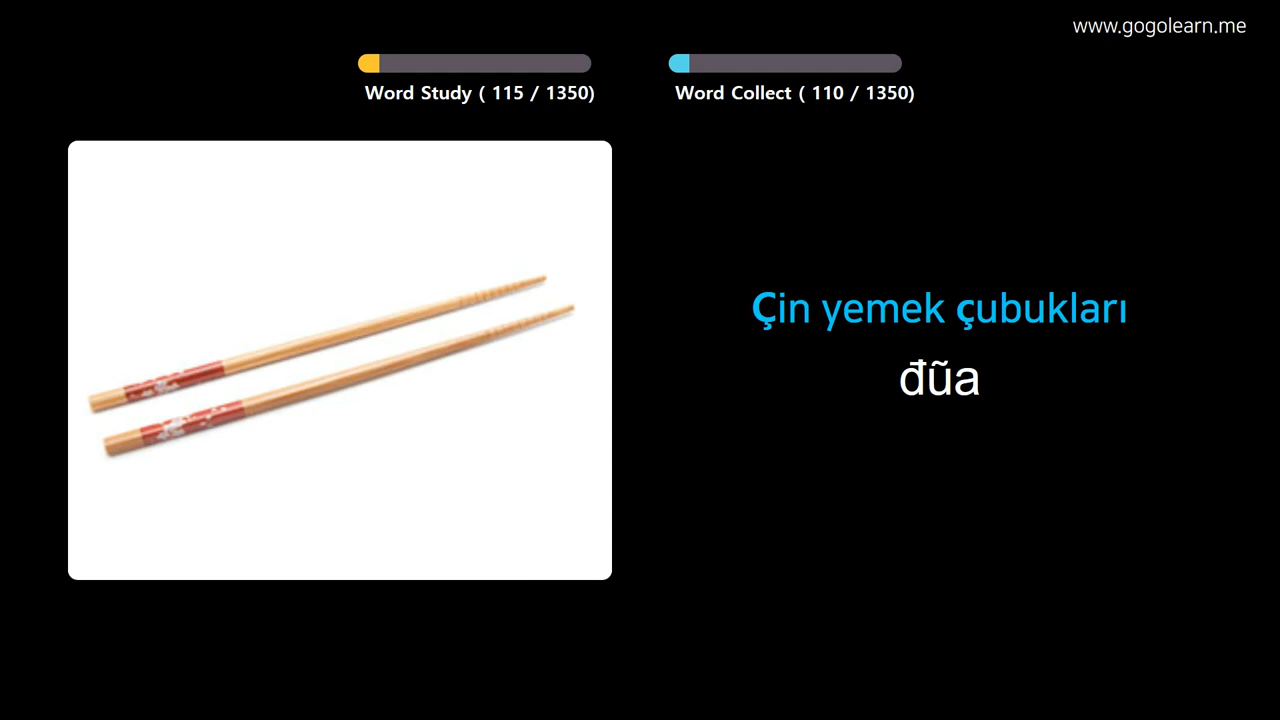 www.gogolearn.me
Word Study ( 115 / 1350)
Word Collect ( 110 / 1350)
Çin yemek çubukları
đũa